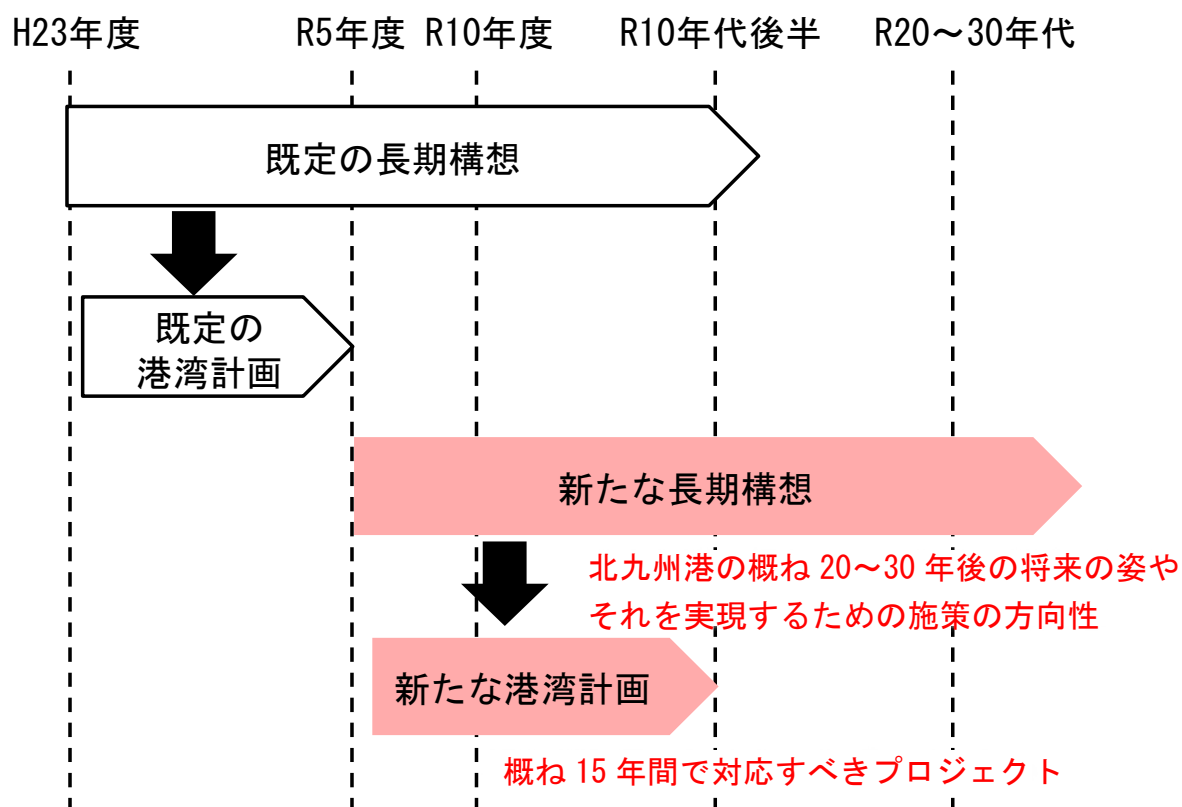 H23年度 R5年度 R10年度 R10年代後半 R20～30年代
既定の長期構想
既定の
港湾計画
新たな長期構想
北九州港の概ね 20～30 年後の将来の姿や
それを実現するための施策の方向性
新たな港湾計画
概ね 15 年間で対応すべきプロジェクト